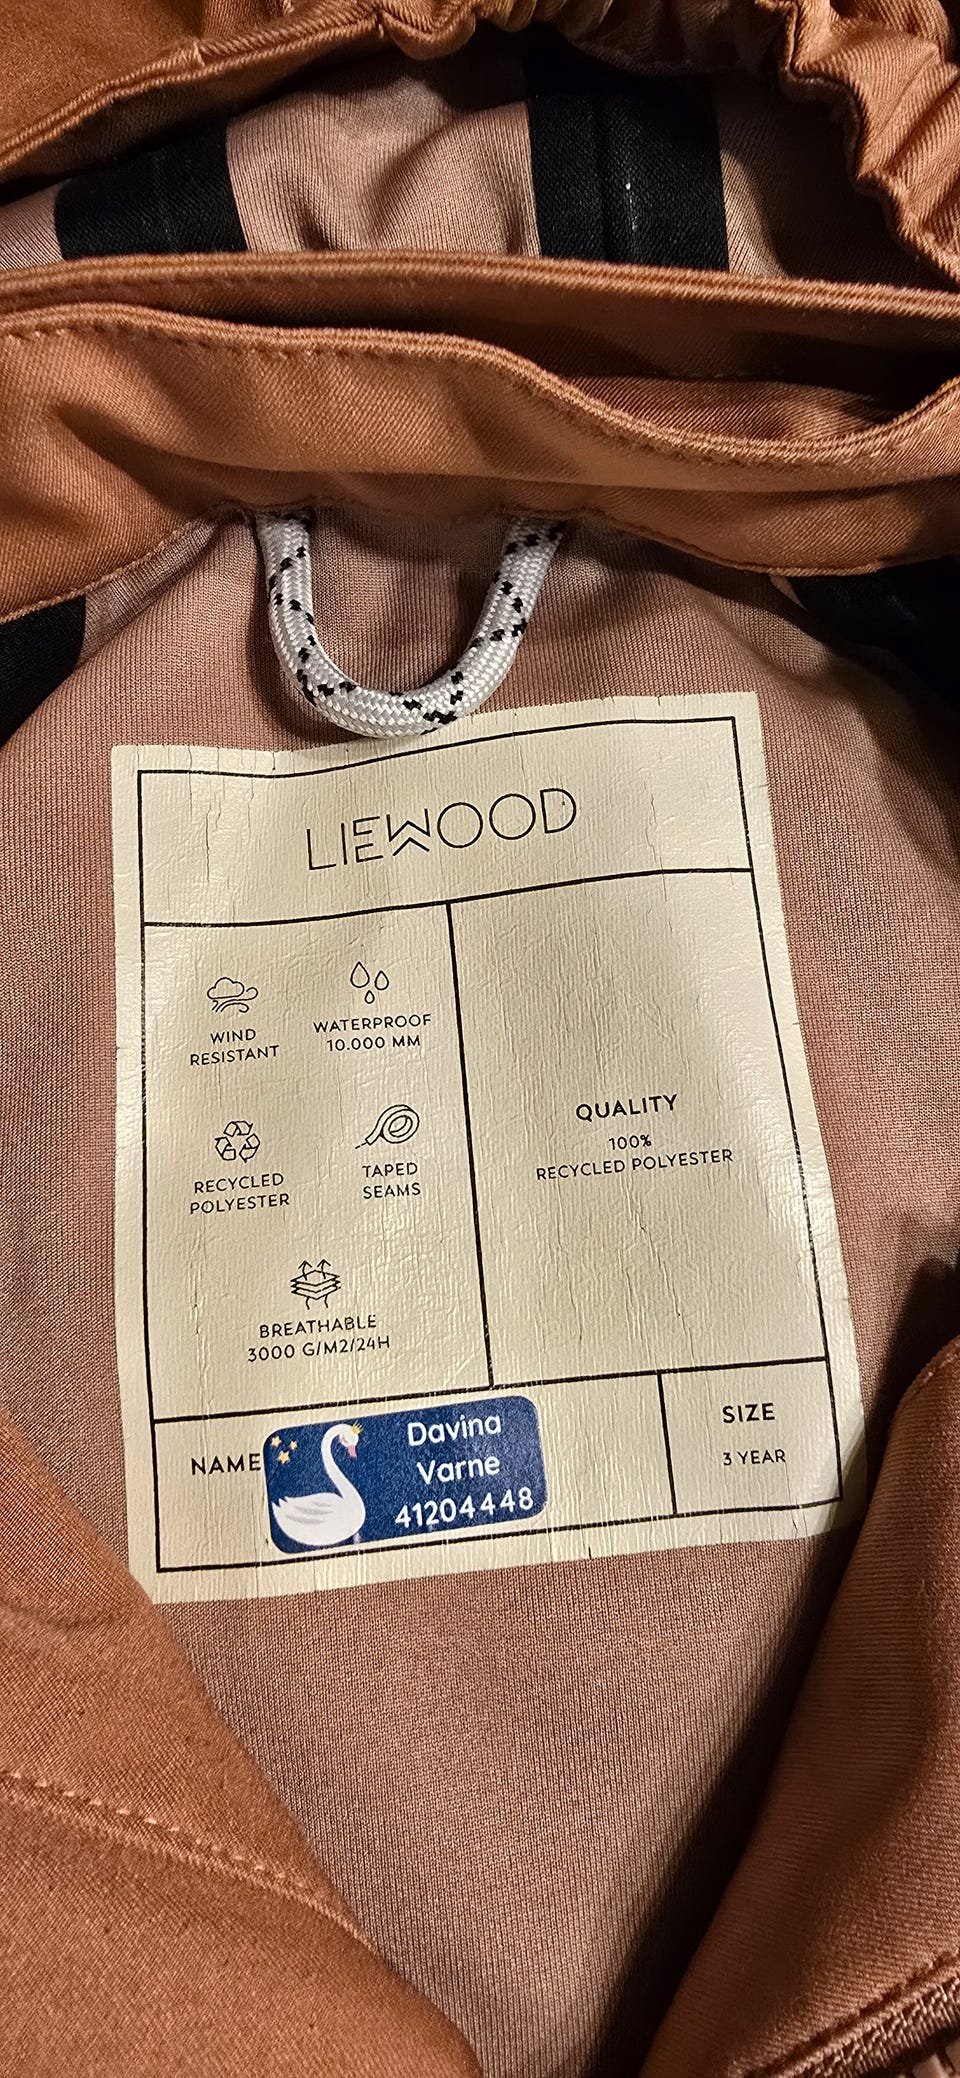 LIEWOOD
WIND
RESISTANT
WATERPROOF
10.000 MM
RECYCLED
POLYESTER
TAPED
SEAMS
BREATHABLE
3000 G/M2/24H
QUALITY
100%
RECYCLED POLYESTER
NAME
Davina
Varne
41204448
SIZE
3 YEAR